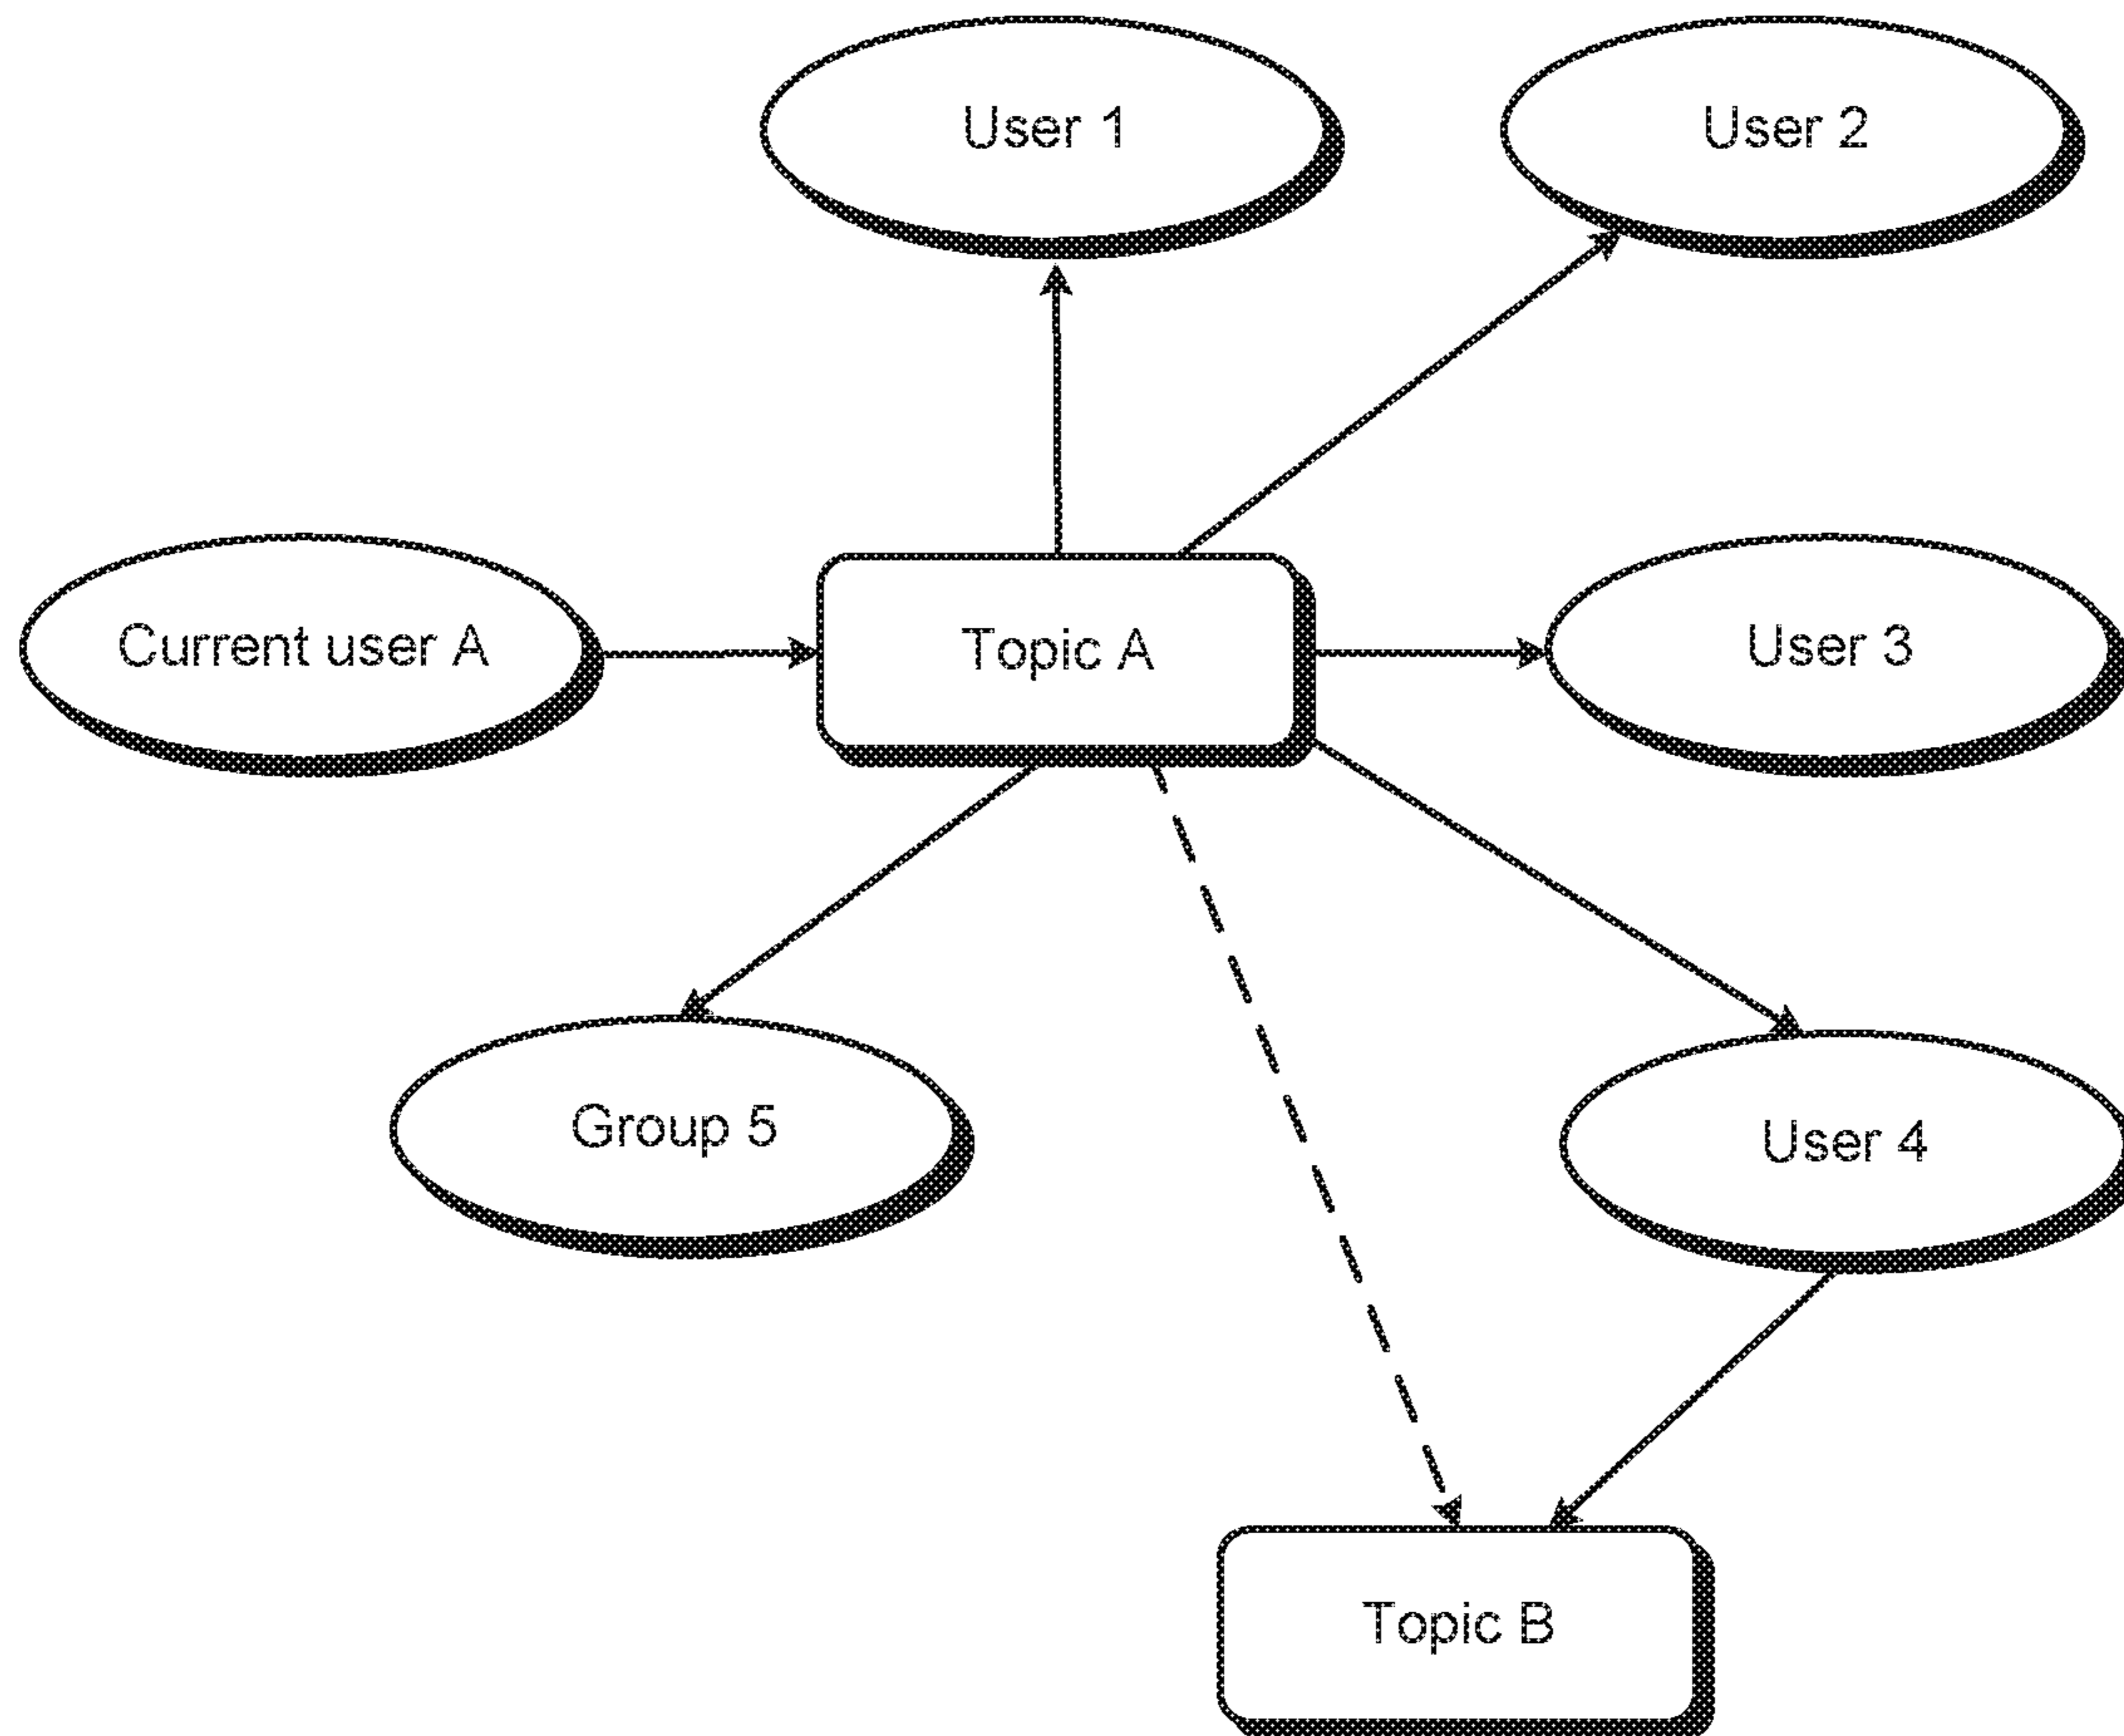 User 1
User 2
Current user A
Topic A
User 3
Group 5
User 4
Topic B